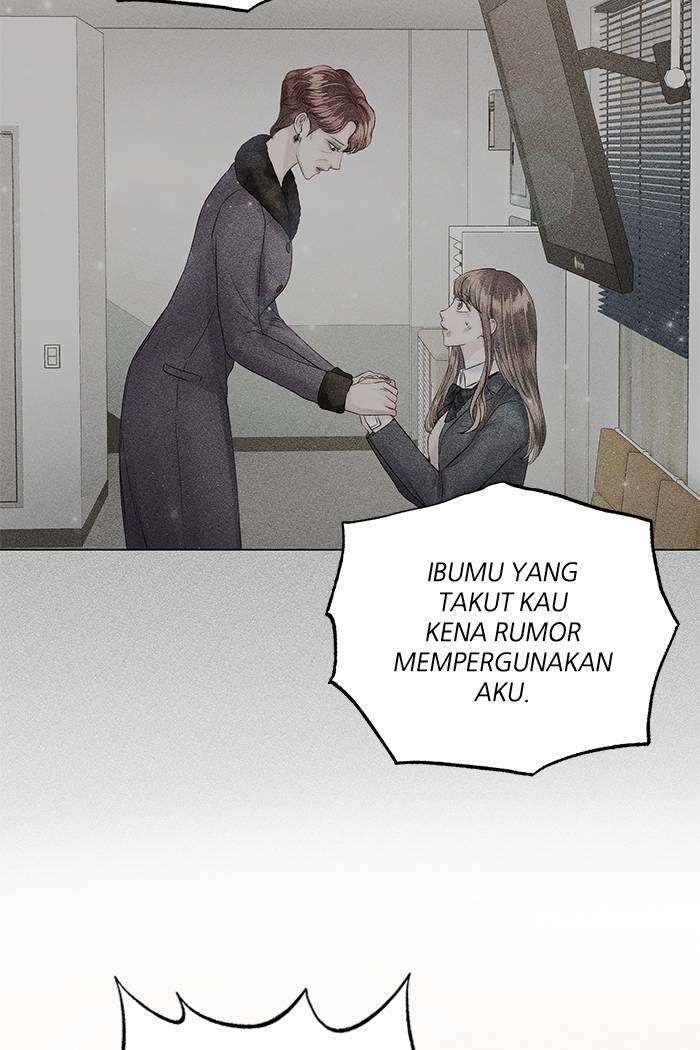 IBUMU YANG
TAKUT KAU
KENA RUMOR
MEMPERGUNAKAN
AKU.